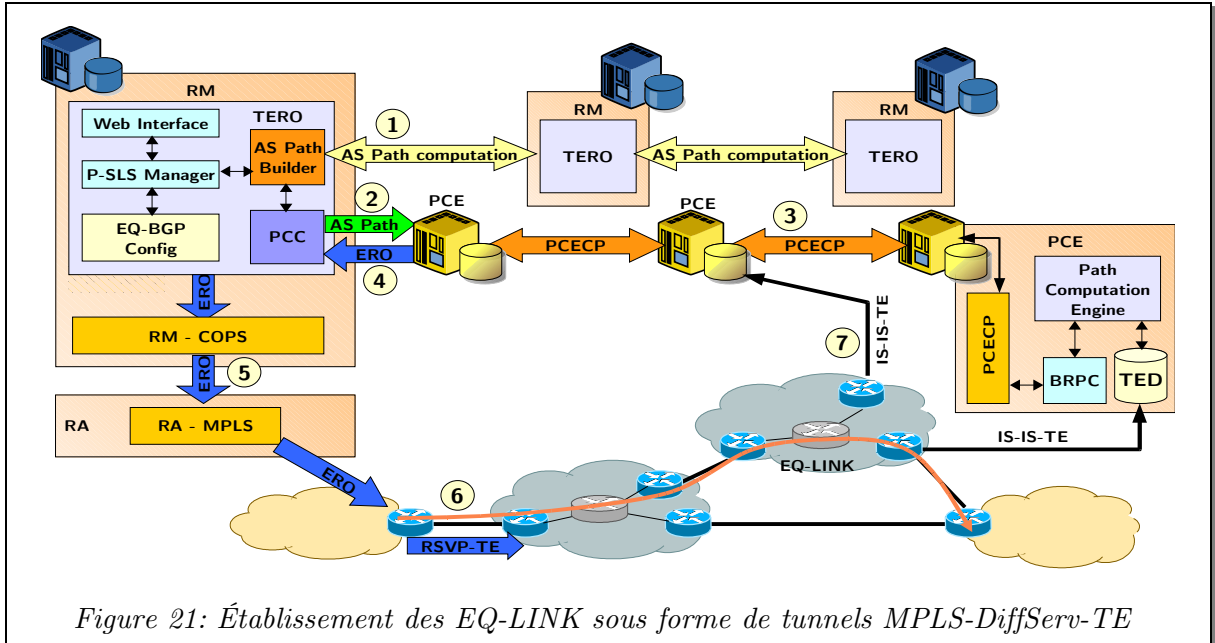 RM
TERO
Web Interface
P-SLS Manager
EQ-BGP
Config
AS Path
Builder
PCC
1
AS Path computation
RM
TERO
AS Path computation
RM
TERO
2
AS Path
ERO
4
PCE
PCECP
PCE
3
PCECP
PCE
Path
Computation
Engine
PCECP
BRPC
TED
ERO
RM - COPS
ERO
5
RA
RA - MPLS
ERO
7
IS-IS-TE
IS-IS-TE
EQ-LINK
6
RSVP-TE
Figure 21: Établissement des EQ-LINK sous forme de tunnels MPLS-DiffServ-TE